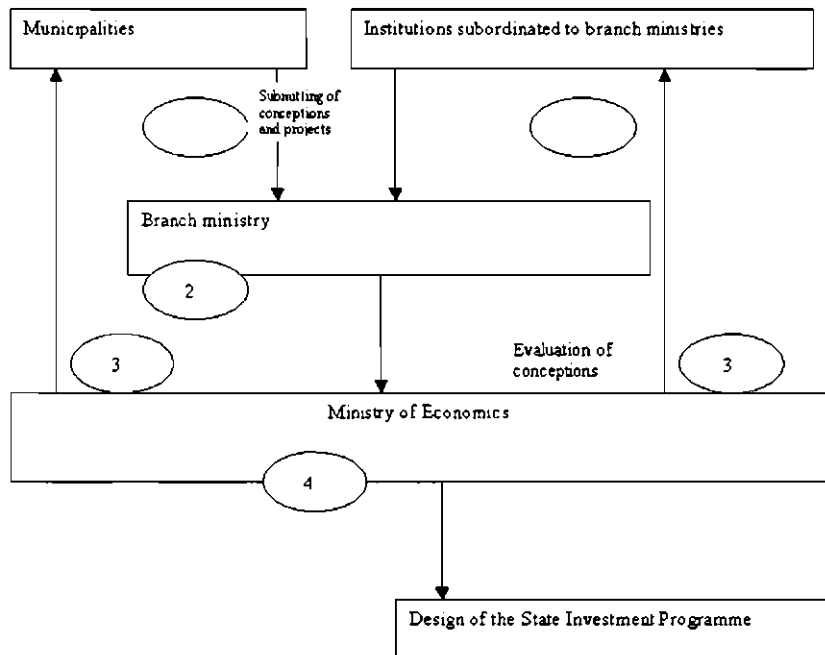 Municipalities
Institutions subordinated to branch ministries
Submitting of
conceptions
and projects
Branch ministry
2
3
Evaluation of
conceptions
3
Ministry of Economics
4
Design of the State Investment Programme